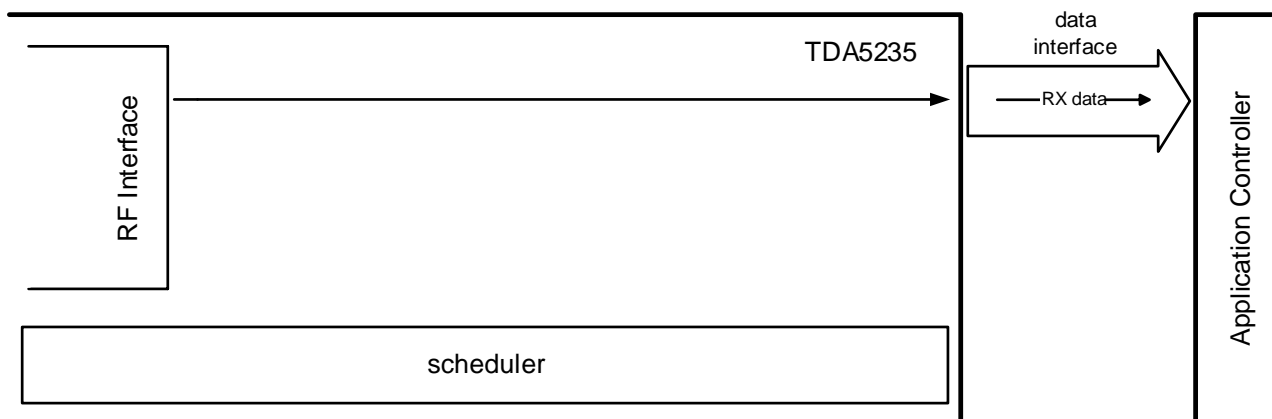 data
interface
TDA5235
RX data
RF Interface
Application Controller
scheduler